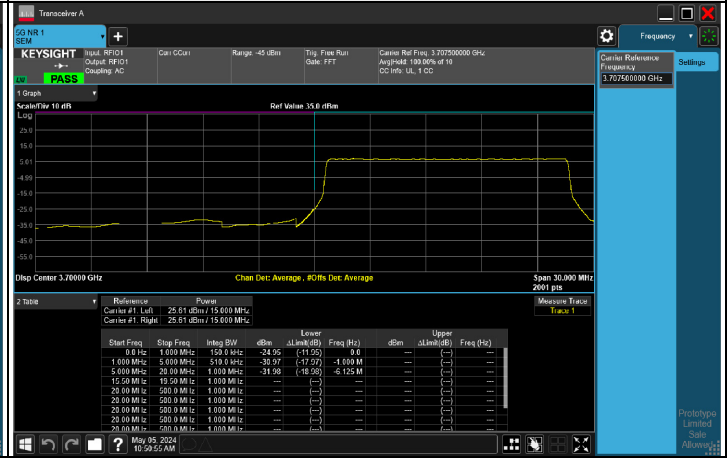 Transceiver A
5G NR 1
SEM
Frequency
KEYSIGHT
Input: RFIO1
Output: RFIO1
Coupling: AC
Corr CCorr
Range: -45 dBm
Trig: Free Run
Gate: FFT
Carrier Ref Freq: 3.707500000 GHz
Avg|Hold: 100.00% of 10
CC Info: UL, 1 CC
PASS
Carrier Reference
Frequency
3.707500000 GHz
Settings
1 Graph
Scale/Div 10 dB
Ref Value 35.0 dBm
Log
25.0
15.0
5.01
-4.99
-15.0
-25.0
-35.0
-45.0
-55.0
Disp Center 3.70000 GHz
Chan Det: Average , #Offs Det: Average
Span 30.000 MHz
2001 pts
2 Table
Reference Power
Carrier #1. Left 25.61 dBm / 15.000 MHz
Carrier #1. Right 25.61 dBm / 15.000 MHz
Measure Trace
Trace 1
Lower Upper
Start Freq Stop Freq Integ BW dBm ΔLimit(dB) Freq (Hz) dBm ΔLimit(dB) Freq (Hz)
0.0 Hz 1.000 MHz 150.0 kHz -24.95 (-11.95) 0.0 --- (---) ---
1.000 MHz 5.000 MHz 510.0 kHz -30.97 (-17.97) -1.000 M --- (---) ---
5.000 MHz 20.00 MHz 1.000 MHz -31.98 (-18.98) -6.125 M --- (---) ---
15.50 MHz 19.50 MHz 1.000 MHz --- (---) --- --- (---) ---
20.00 MHz 500.0 MHz 1.000 MHz --- (---) --- --- (---) ---
20.00 MHz 500.0 MHz 1.000 MHz --- (---) --- --- (---) ---
20.00 MHz 500.0 MHz 1.000 MHz --- (---) --- --- (---) ---
20.00 MHz 500.0 MHz 1.000 MHz --- (---) --- --- (---) ---
20.00 MHz 500.0 MHz 1.000 MHz --- (---) --- --- (---) ---
May 05, 2024
10:50:55 AM
Prototype
Limited
Sale
Allowed